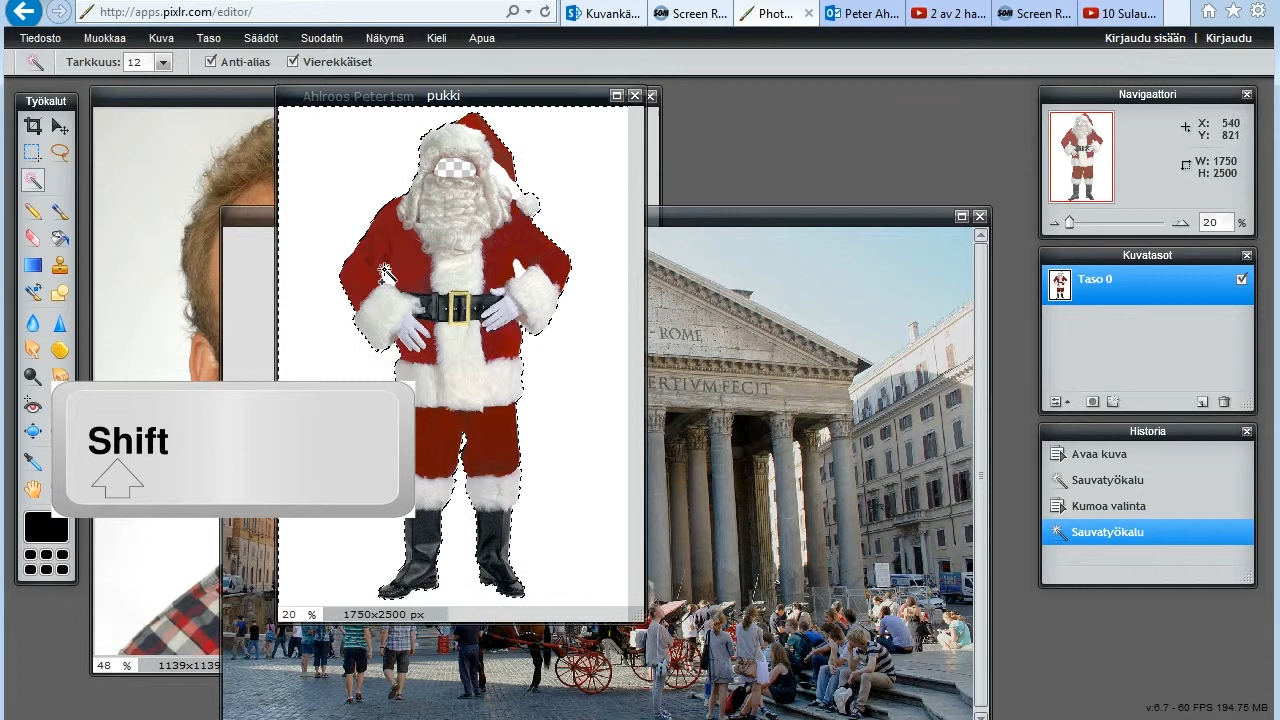 http://apps.pixlr.com/editor/
Kuvankä...
Screen R...
Phot...
Peter Ah...
2 av 2 ha...
Screen R...
10 Sulau...
Tiedosto Muokkaa Kuva Taso Säädöt Suodatin Näkymä Kieli Apua
Kirjaudu sisään | Kirjaudu
Tarkkuus: 12 Anti-alias Vierekkäiset
Työkalut
Ahlroos Peter1sm pukki
Navigaattori
X: 540
Y: 821
W: 1750
H: 2500
20 %
Kuvatasot
Taso 0
Historia
Avaa kuva
Sauvatyökalu
Kumoa valinta
Sauvatyökalu
ROME
ERTIVM·FECIT
Shift
20 % 1750x2500 px
48 % 1139x1139
v:6.7 - 60 FPS 194.75 MB